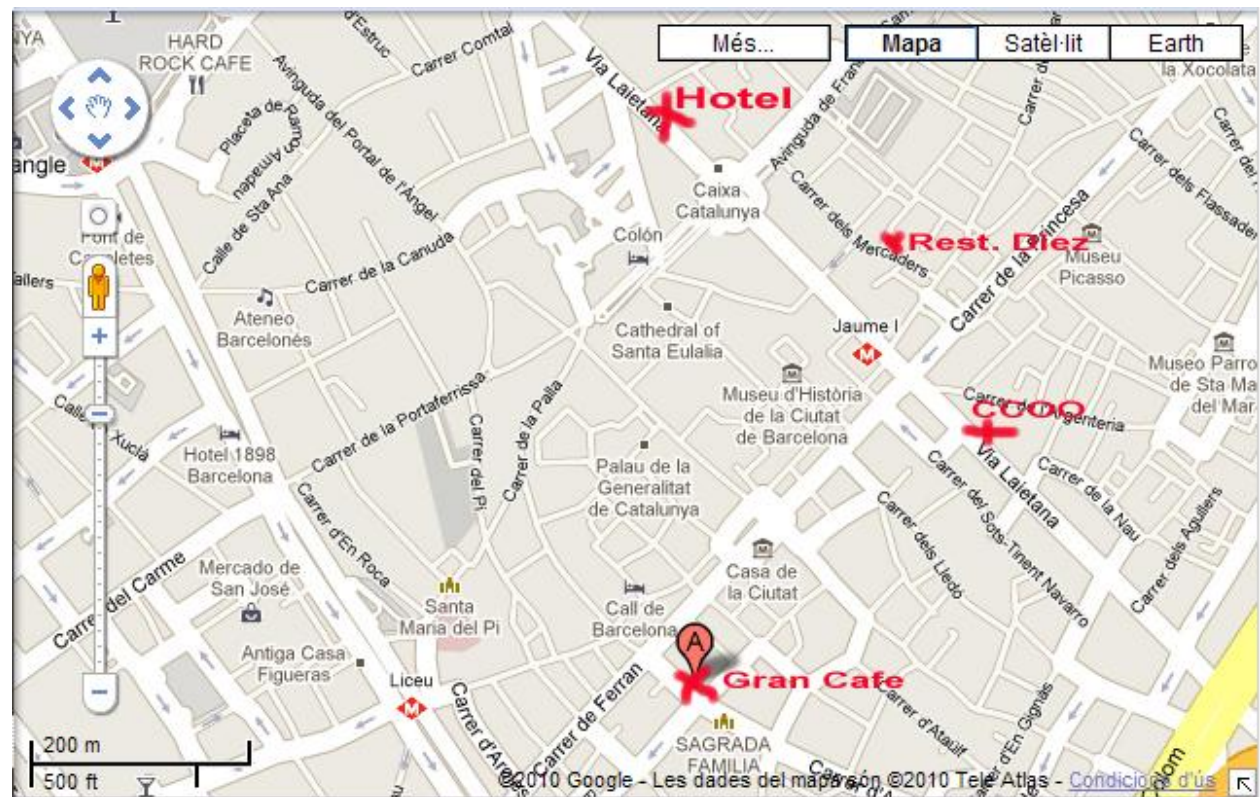 HARD
ROCK CAFE
d'Estruc
Carrer Comtal
Més...
Mapa
Satèl·lit
Earth
la Xocolata
Via Laietana
Hotel
Avinguda del Portal de l'Àngel
Placeta de Ramón
Amadeu
angle
Calle de Sta Ana
Caixa
Catalunya
Carrer dels Mercaders
Carrer de la Princesa
Carrer dels Flassaders
Rest. Diez
Museu
Picasso
Colón
Carrer de la Canuda
Ateneo
Barcelonés
Cathedral of
Santa Eulalia
Jaume I
Museu d'Història
de la Ciutat
de Barcelona
Museo Parro
de Sta Ma
del Mar
Carrer de l'Argenteria
CCOO
Via Laietana
Carrer de la Nau
Carrer dels Agullers
Carrer del Sots-Tinent Navarro
Carrer dels Lledó
Xuclà
Hotel 1898
Barcelona
Carrer de la Portaferrissa
Carrer de la Palla
Carrer del Pi
Palau de la
Generalitat
de Catalunya
Carrer d'En Roca
Carrer del Carme
Mercado de
San José
Santa
Maria del Pi
Call de
Barcelona
Casa de
la Ciutat
A
Gran Cafe
Antiga Casa
Figueras
Liceu
Carrer de Ferran
SAGRADA
FAMILIA
Carrer d'Ataülf
d'En Gignàs
200 m
500 ft
©2010 Google - Les dades del mapa són ©2010 Tele Atlas - Condicions d'ús